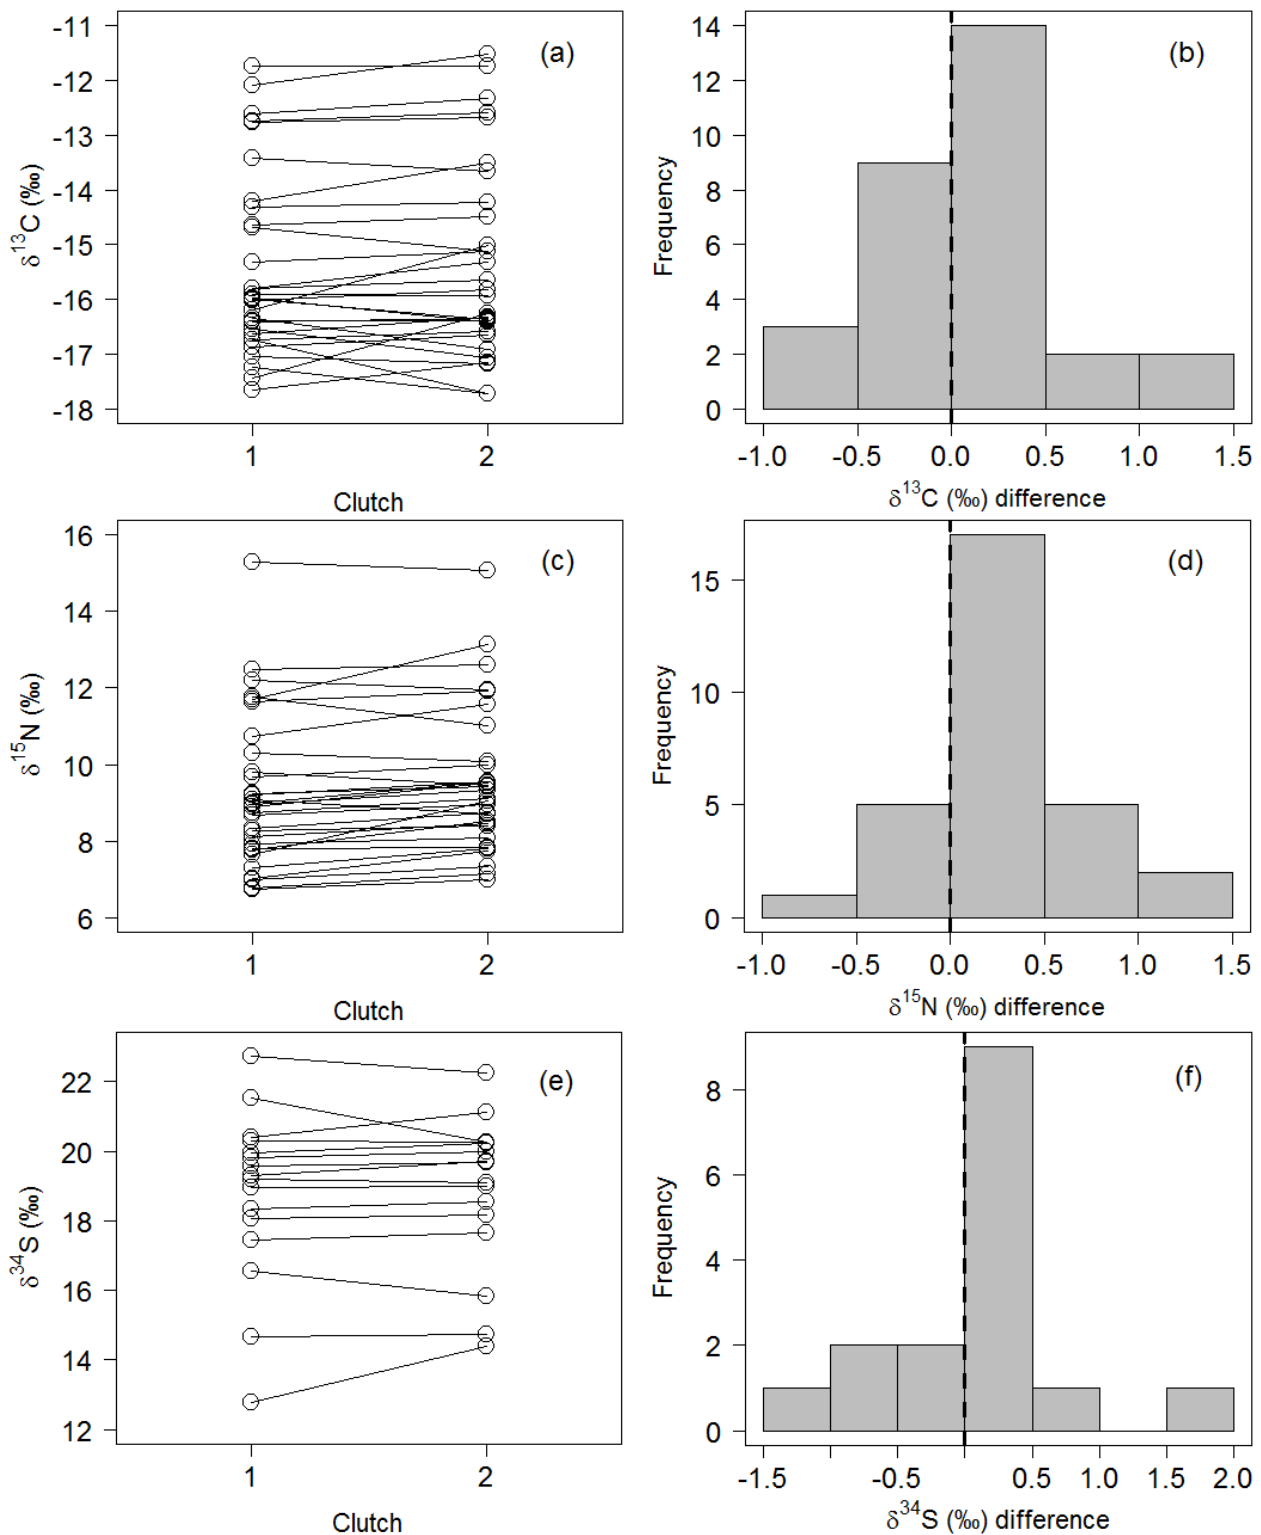 -11
-12
-13
-14
-15
-16
-17
-18
δ13C (‰)
(a)
1 2
Clutch
14
12
10
8
6
4
2
0
Frequency
(b)
-1.0 -0.5 0.0 0.5 1.0 1.5
δ13C (‰) difference
16
14
12
10
8
6
δ15N (‰)
(c)
1 2
Clutch
15
10
5
0
Frequency
(d)
-1.0 -0.5 0.0 0.5 1.0 1.5
δ15N (‰) difference
22
20
18
16
14
12
δ34S (‰)
(e)
1 2
Clutch
8
6
4
2
0
Frequency
(f)
-1.5 -0.5 0.5 1.0 1.5 2.0
δ34S (‰) difference